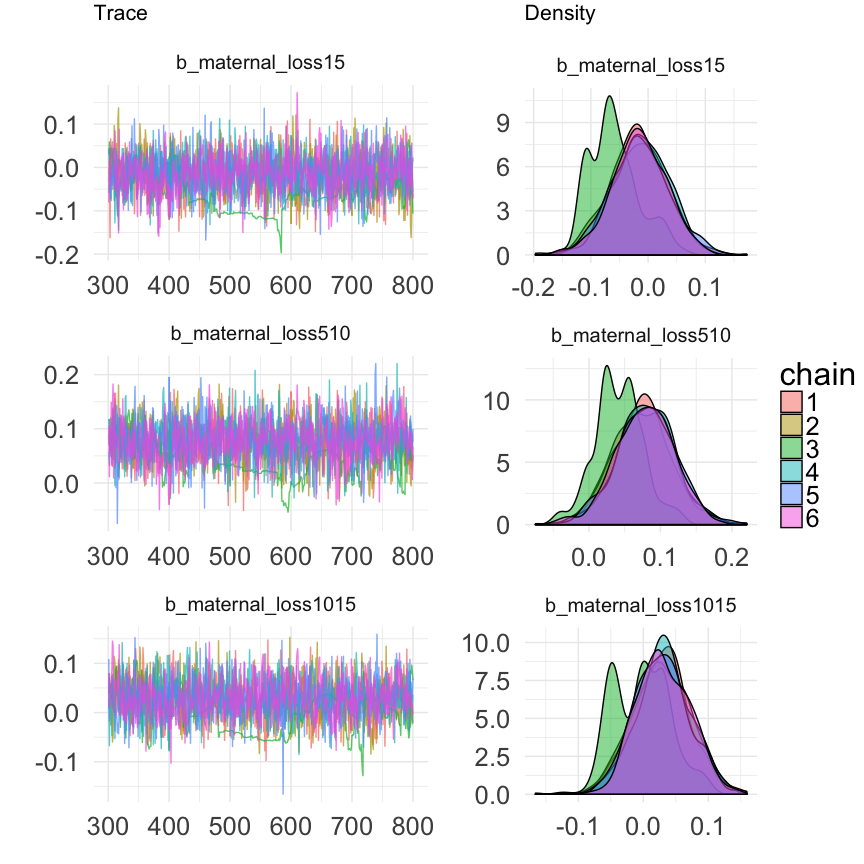 Trace
Density
b_maternal_loss15
b_maternal_loss15
0.1
0.0
-0.1
-0.2
300 400 500 600 700 800
9
6
3
0
-0.2 -0.1 0.0 0.1
b_maternal_loss510
b_maternal_loss510
0.2
0.1
0.0
300 400 500 600 700 800
10
5
0
0.0 0.1 0.2
chain
1
2
3
4
5
6
b_maternal_loss1015
b_maternal_loss1015
0.1
0.0
-0.1
300 400 500 600 700 800
10.0
7.5
5.0
2.5
0.0
-0.1 0.0 0.1